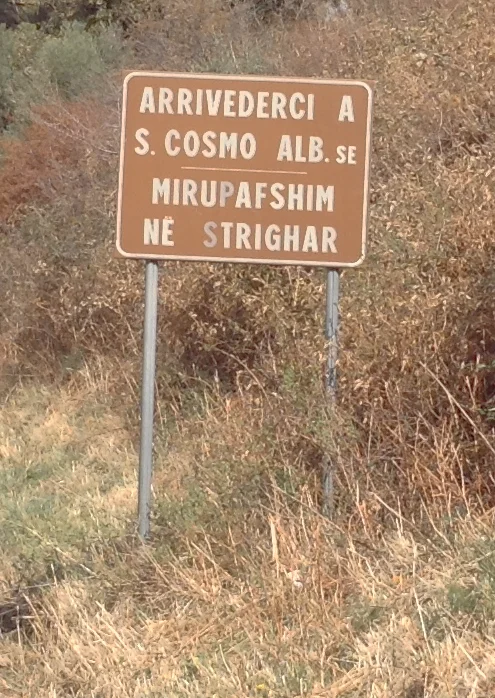 ARRIVEDERCI A
S. COSMO ALB. SE
MIRUPAFSHIM
NË STRIGHAR